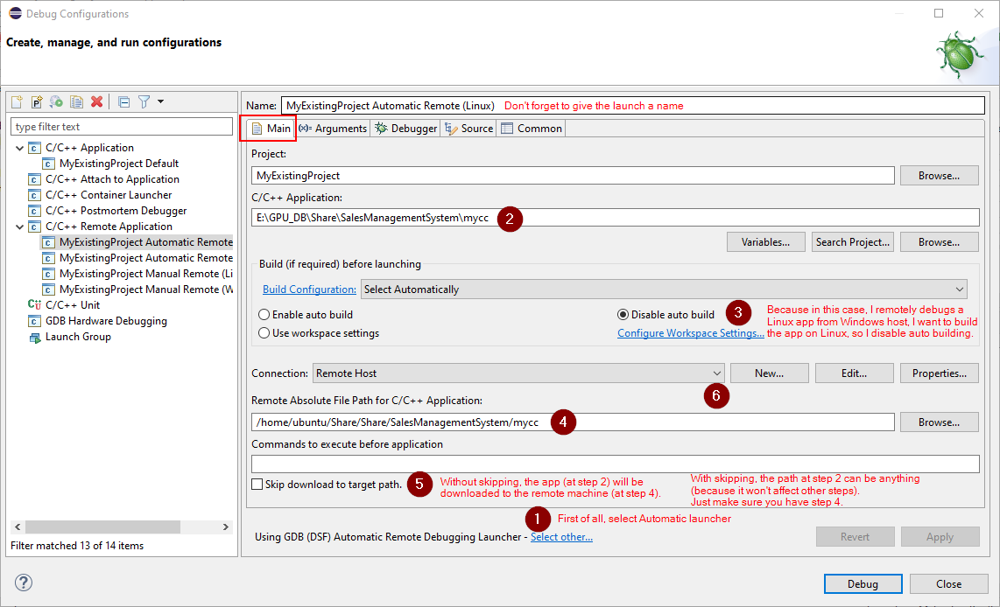 Debug Configurations
Create, manage, and run configurations
type filter text
C/C++ Application
MyExistingProject Default
C/C++ Attach to Application
C/C++ Container Launcher
C/C++ Postmortem Debugger
C/C++ Remote Application
MyExistingProject Automatic Remote
MyExistingProject Automatic Remote
MyExistingProject Manual Remote (Li
MyExistingProject Manual Remote (W
C/C++ Unit
GDB Hardware Debugging
Launch Group
Filter matched 13 of 14 items
Name: MyExistingProject Automatic Remote (Linux) Don't forget to give the launch a name
Main Arguments Debugger Source Common
Project:
MyExistingProject Browse...
C/C++ Application:
E:\GPU_DB\Share\SalesManagementSystem\mycc 2
Variables... Search Project... Browse...
Build (if required) before launching
Build Configuration: Select Automatically
Enable auto build Disable auto build 3
Use workspace settings Configure Workspace Settings...
Because in this case, I remotely debugs a
Linux app from Windows host, I want to build
the app on Linux, so I disable auto building.
Connection: Remote Host New... Edit... Properties...
6
Remote Absolute File Path for C/C++ Application:
/home/ubuntu/Share/Share/SalesManagementSystem/mycc 4 Browse...
Commands to execute before application
Skip download to target path. 5
Without skipping, the app (at step 2) will be
downloaded to the remote machine (at step 4).
With skipping, the path at step 2 can be anything
(because it won't affect other steps).
Just make sure you have step 4.
1 First of all, select Automatic launcher
Using GDB (DSF) Automatic Remote Debugging Launcher - Select other...
Revert Apply
Debug Close